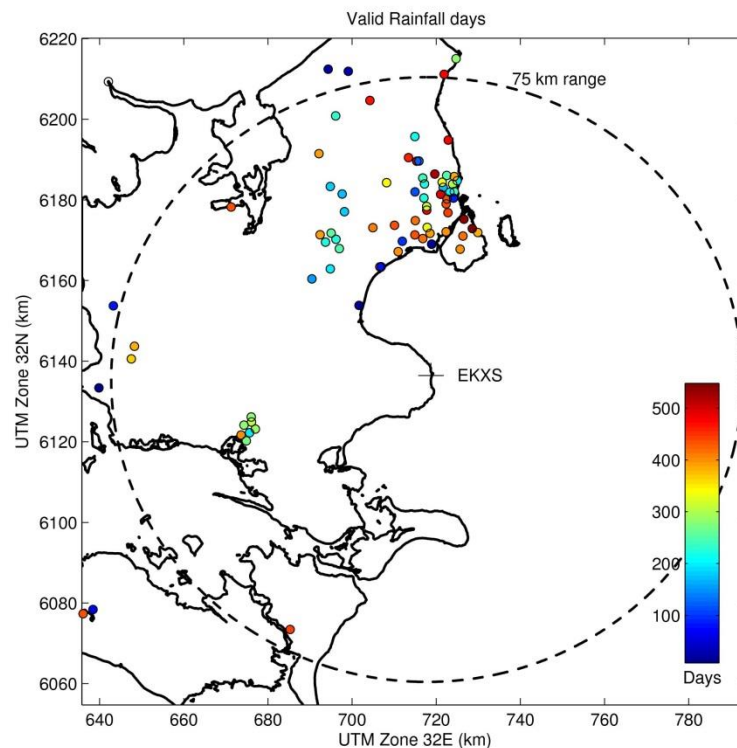 Valid Rainfall days
6220
6200
6180
6160
6140
6120
6100
6080
6060
UTM Zone 32N (km)
75 km range
EKXS
500
400
300
200
100
Days
640 660 680 700 720 740 760 780
UTM Zone 32E (km)